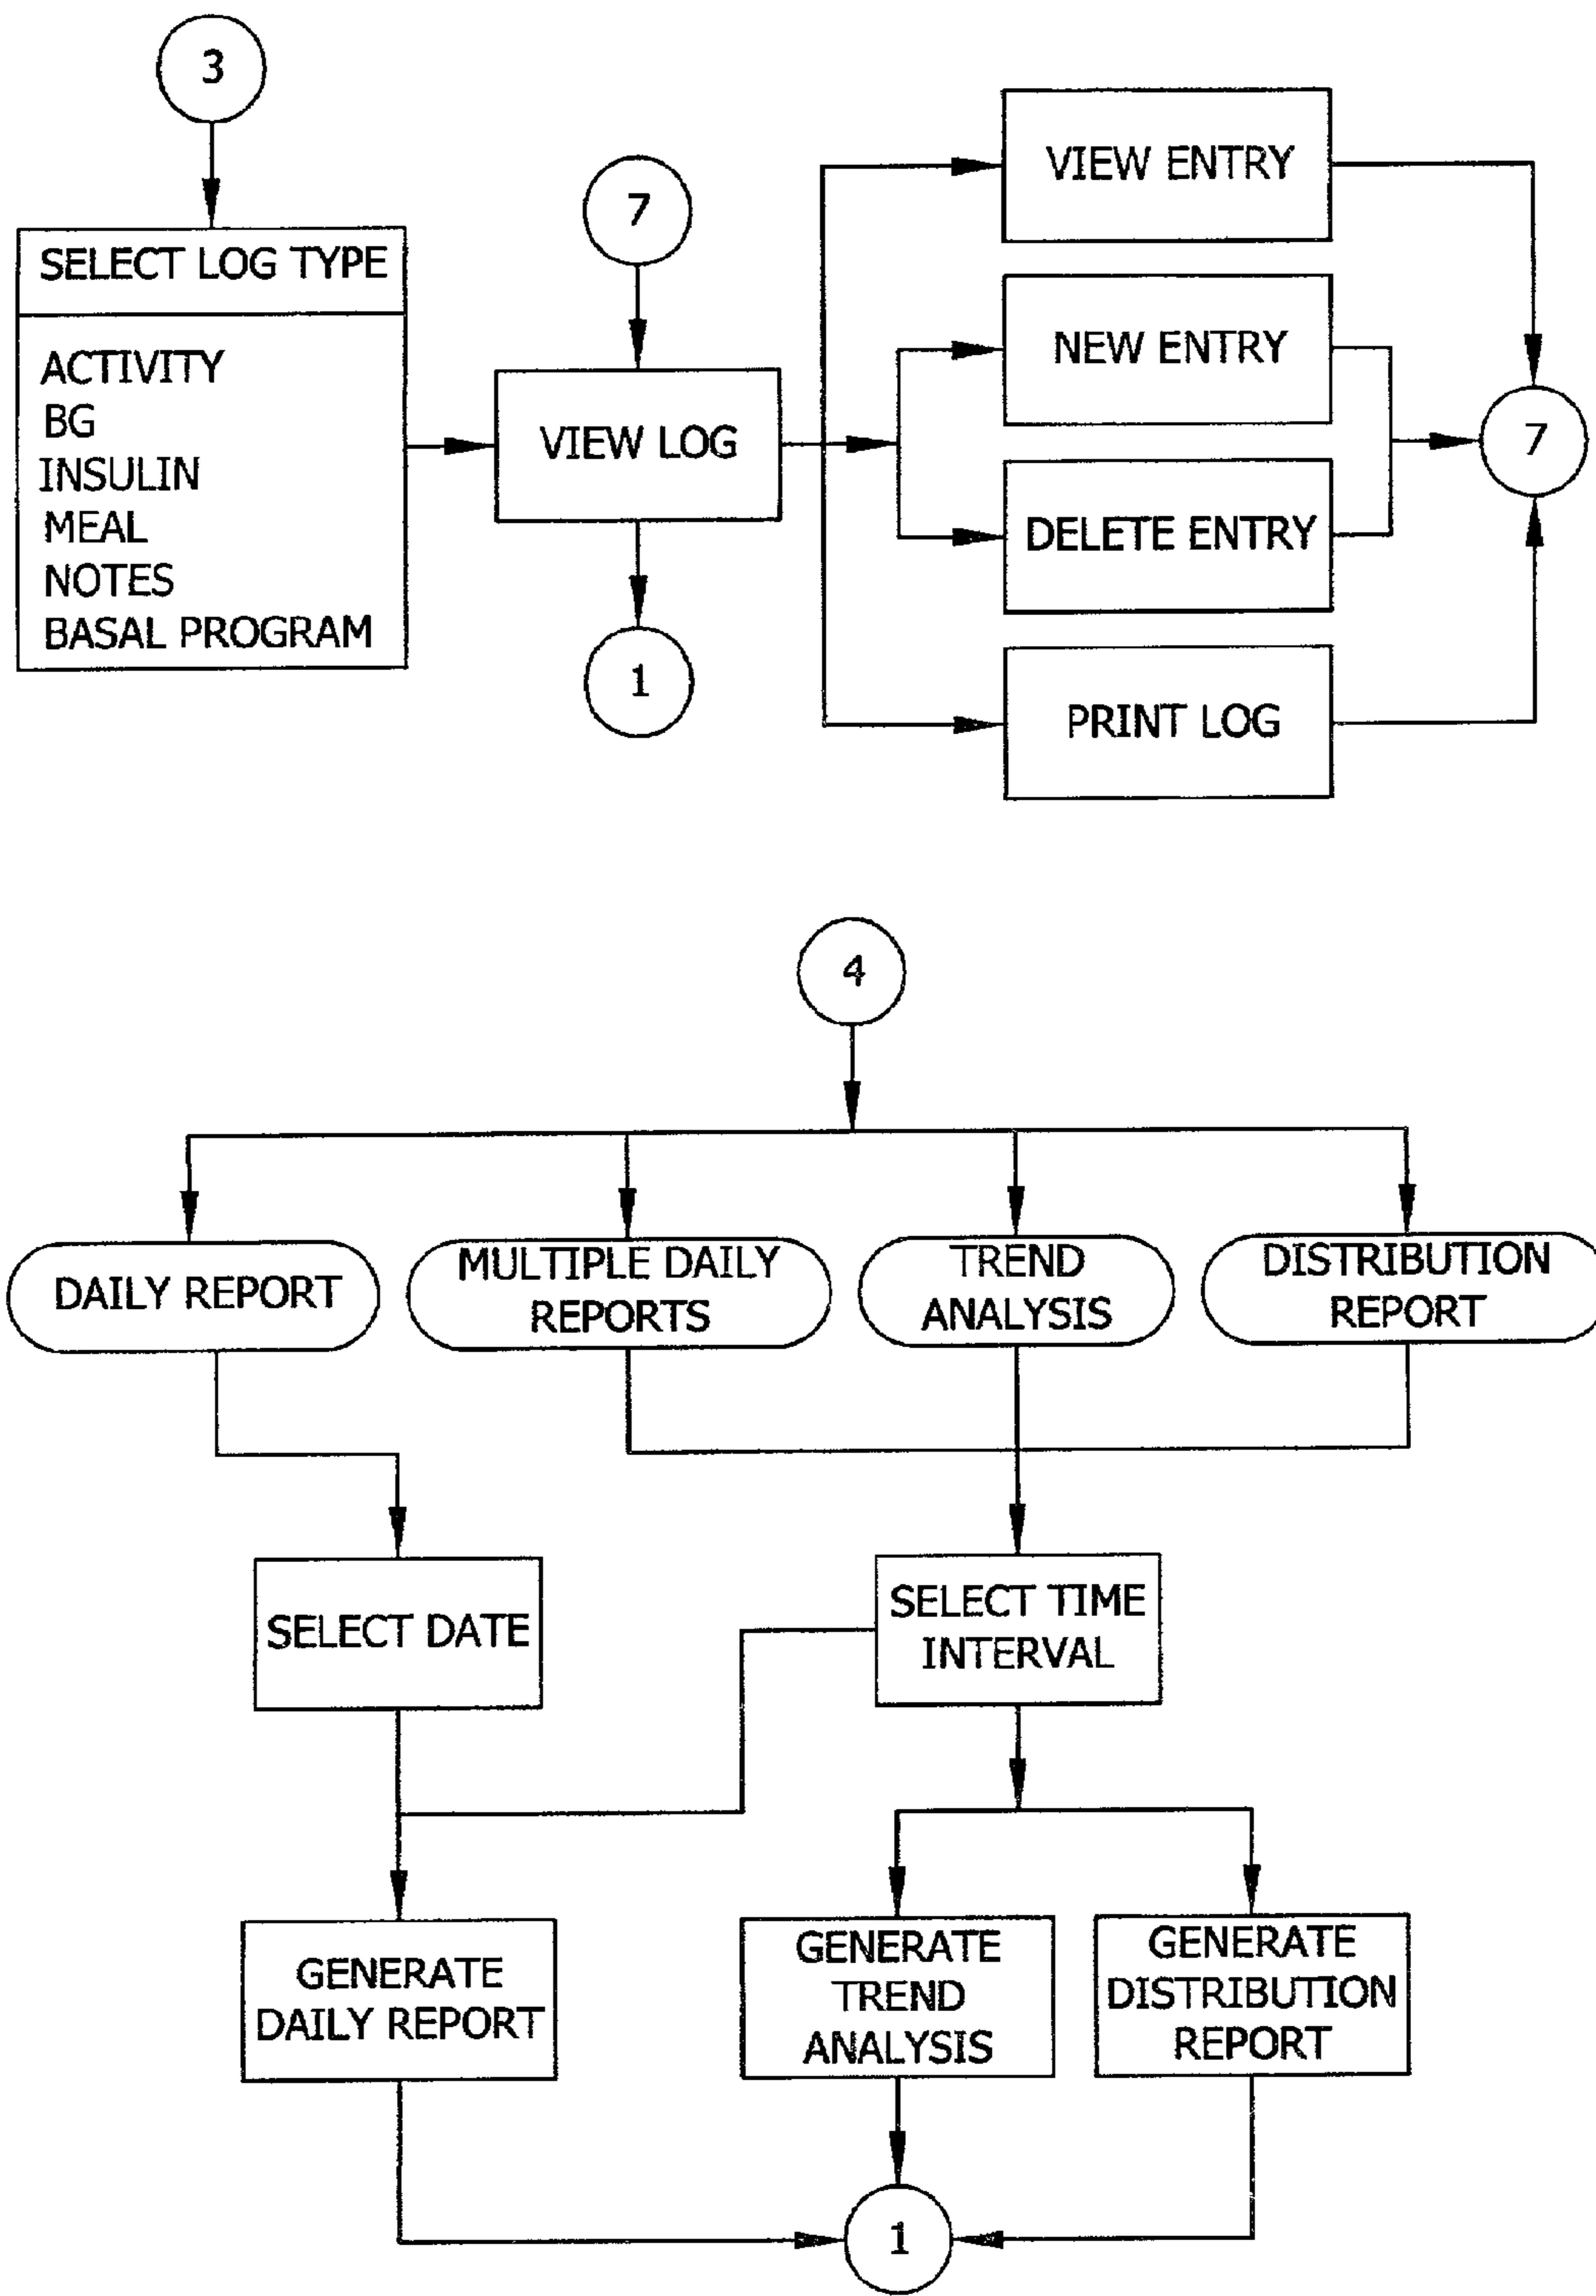 3
SELECT LOG TYPE
ACTIVITY
BG
INSULIN
MEAL
NOTES
BASAL PROGRAM
7
VIEW LOG
1
VIEW ENTRY
NEW ENTRY
DELETE ENTRY
PRINT LOG
7
4
DAILY REPORT
MULTIPLE DAILY
REPORTS
TREND
ANALYSIS
DISTRIBUTION
REPORT
SELECT DATE
SELECT TIME
INTERVAL
GENERATE
DAILY REPORT
GENERATE
TREND
ANALYSIS
GENERATE
DISTRIBUTION
REPORT
1